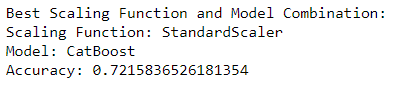 Best Scaling Function and Model Combination:
Scaling Function: StandardScaler
Model: CatBoost
Accuracy: 0.7215836526181354